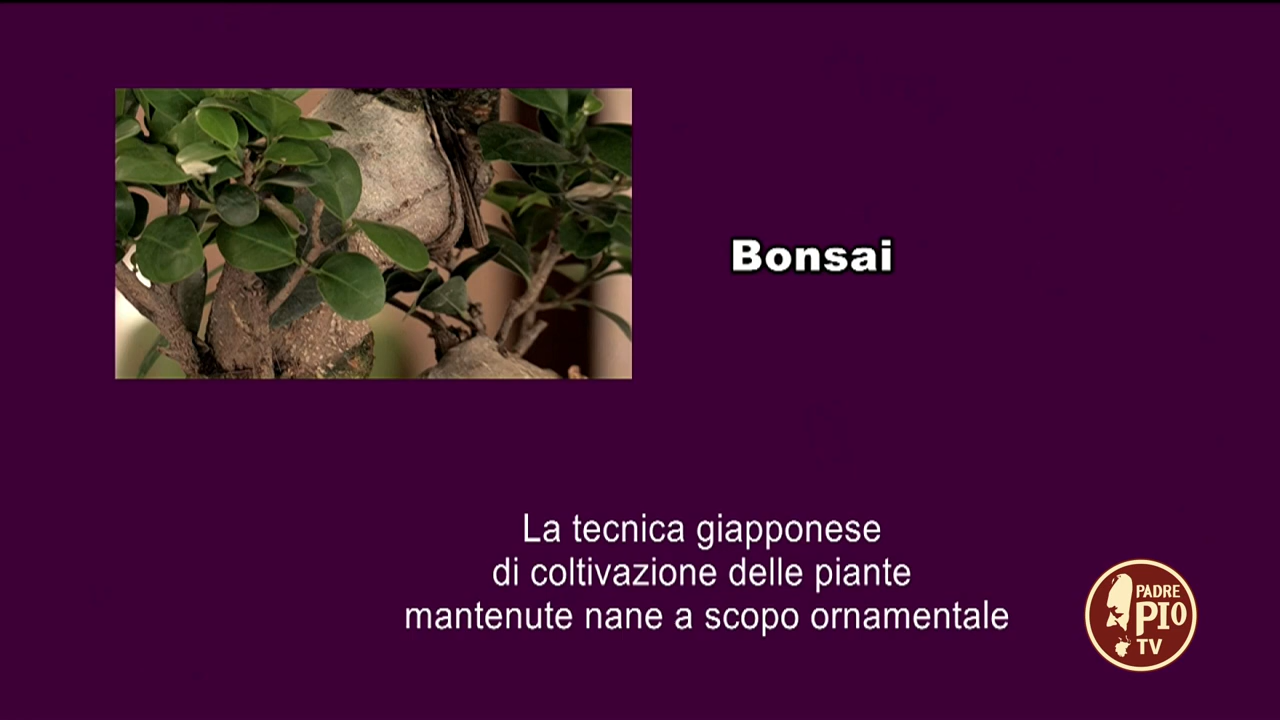 Bonsai
La tecnica giapponese
di coltivazione delle piante
mantenute nane a scopo ornamentale
PADRE
PIO
TV